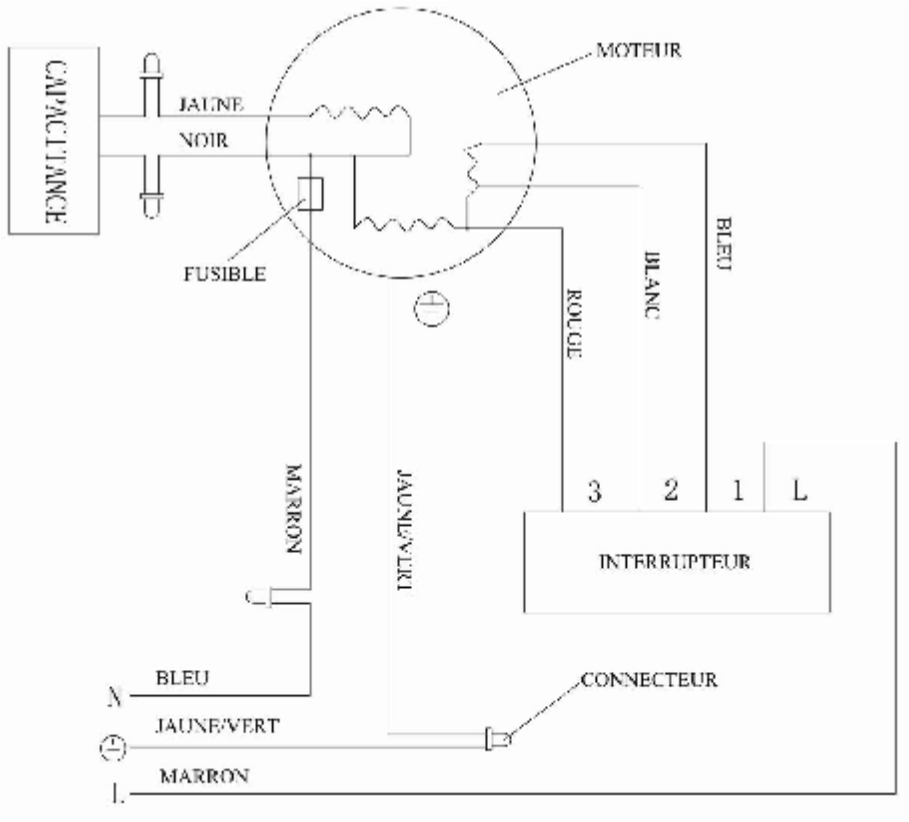 MOTEUR
CAPACITANCE
JAUNE
NOIR
FUSIBLE
BLEU
BLANC
ROUGE
MARRON
JAUNE/VERT
3 2 1 L
INTERRUPTEUR
BLEU
N
CONNECTEUR
JAUNE/VERT
MARRON
L